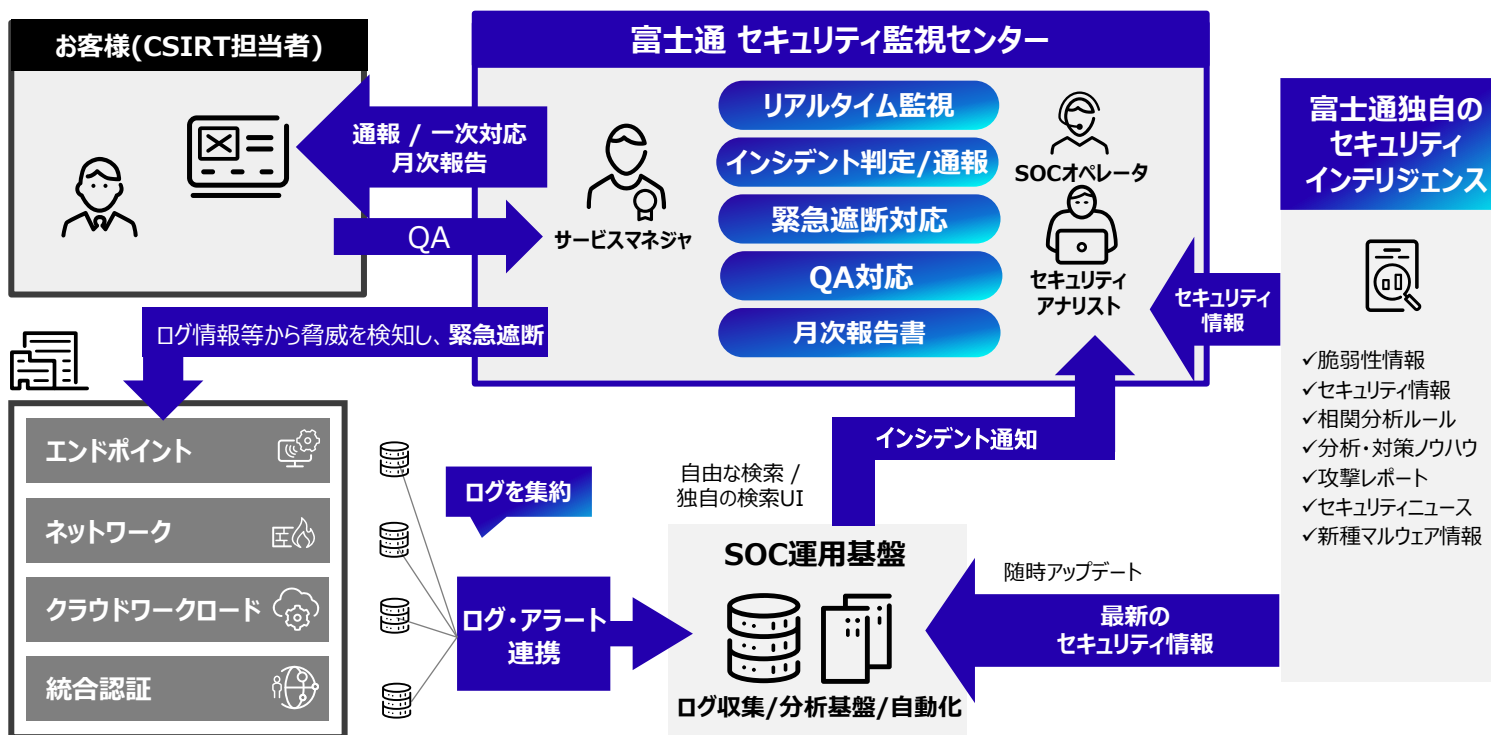 お客様(CSIRT担当者)
通報 / 一次対応
月次報告
QA
富士通 セキュリティ監視センター
サービスマネジャ
リアルタイム監視
インシデント判定/通報
緊急遮断対応
QA対応
月次報告書
SOCオペレータ
セキュリティ
アナリスト
セキュリティ
情報
富士通独自の
セキュリティ
インテリジェンス
✓脆弱性情報
✓セキュリティ情報
✓相関分析ルール
✓分析・対策ノウハウ
✓攻撃レポート
✓セキュリティニュース
✓新種マルウェア情報
ログ情報等から脅威を検知し、緊急遮断
エンドポイント
ネットワーク
クラウドワークロード
統合認証
ログを集約
ログ・アラート
連携
自由な検索 /
独自の検索UI
インシデント通知
SOC運用基盤
ログ収集/分析基盤/自動化
随時アップデート
最新の
セキュリティ情報